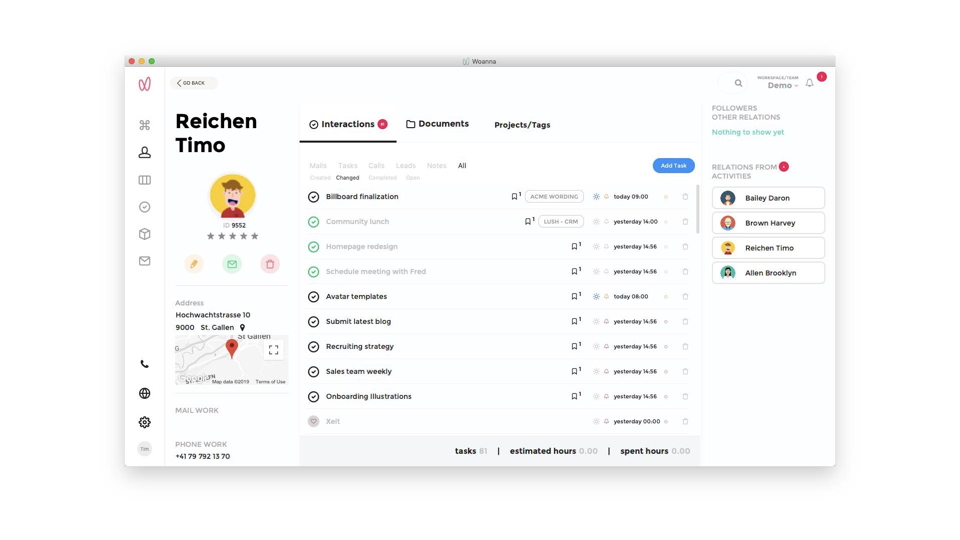 Woanna
GO BACK
WORKSPACE/TEAM
Demo
Reichen
Timo
ID 9552
Address
Hochwachtstrasse 10
9000 St. Gallen
St Gallen
Google
Map data ©2019 Terms of Use
MAIL WORK
PHONE WORK
+41 79 792 13 70
TIM
Interactions
Documents
Projects/Tags
Mails Tasks Calls Leads Notes All
Created Changed Completed Open
Add Task
Billboard finalization 1 ACME WORDING today 09:00
Community lunch 1 LUSH - CRM yesterday 14:00
Homepage redesign 1 yesterday 14:56
Schedule meeting with Fred 1 yesterday 14:56
Avatar templates 1 today 08:00
Submit latest blog 1 yesterday 14:56
Recruiting strategy 1 yesterday 14:56
Sales team weekly 1 yesterday 14:56
Onboarding Illustrations 1 yesterday 14:56
Xeit yesterday 00:00
tasks 81 | estimated hours 0.00 | spent hours 0.00
FOLLOWERS
OTHER RELATIONS
Nothing to show yet
RELATIONS FROM
ACTIVITIES
Bailey Daron
Brown Harvey
Reichen Timo
Allen Brooklyn